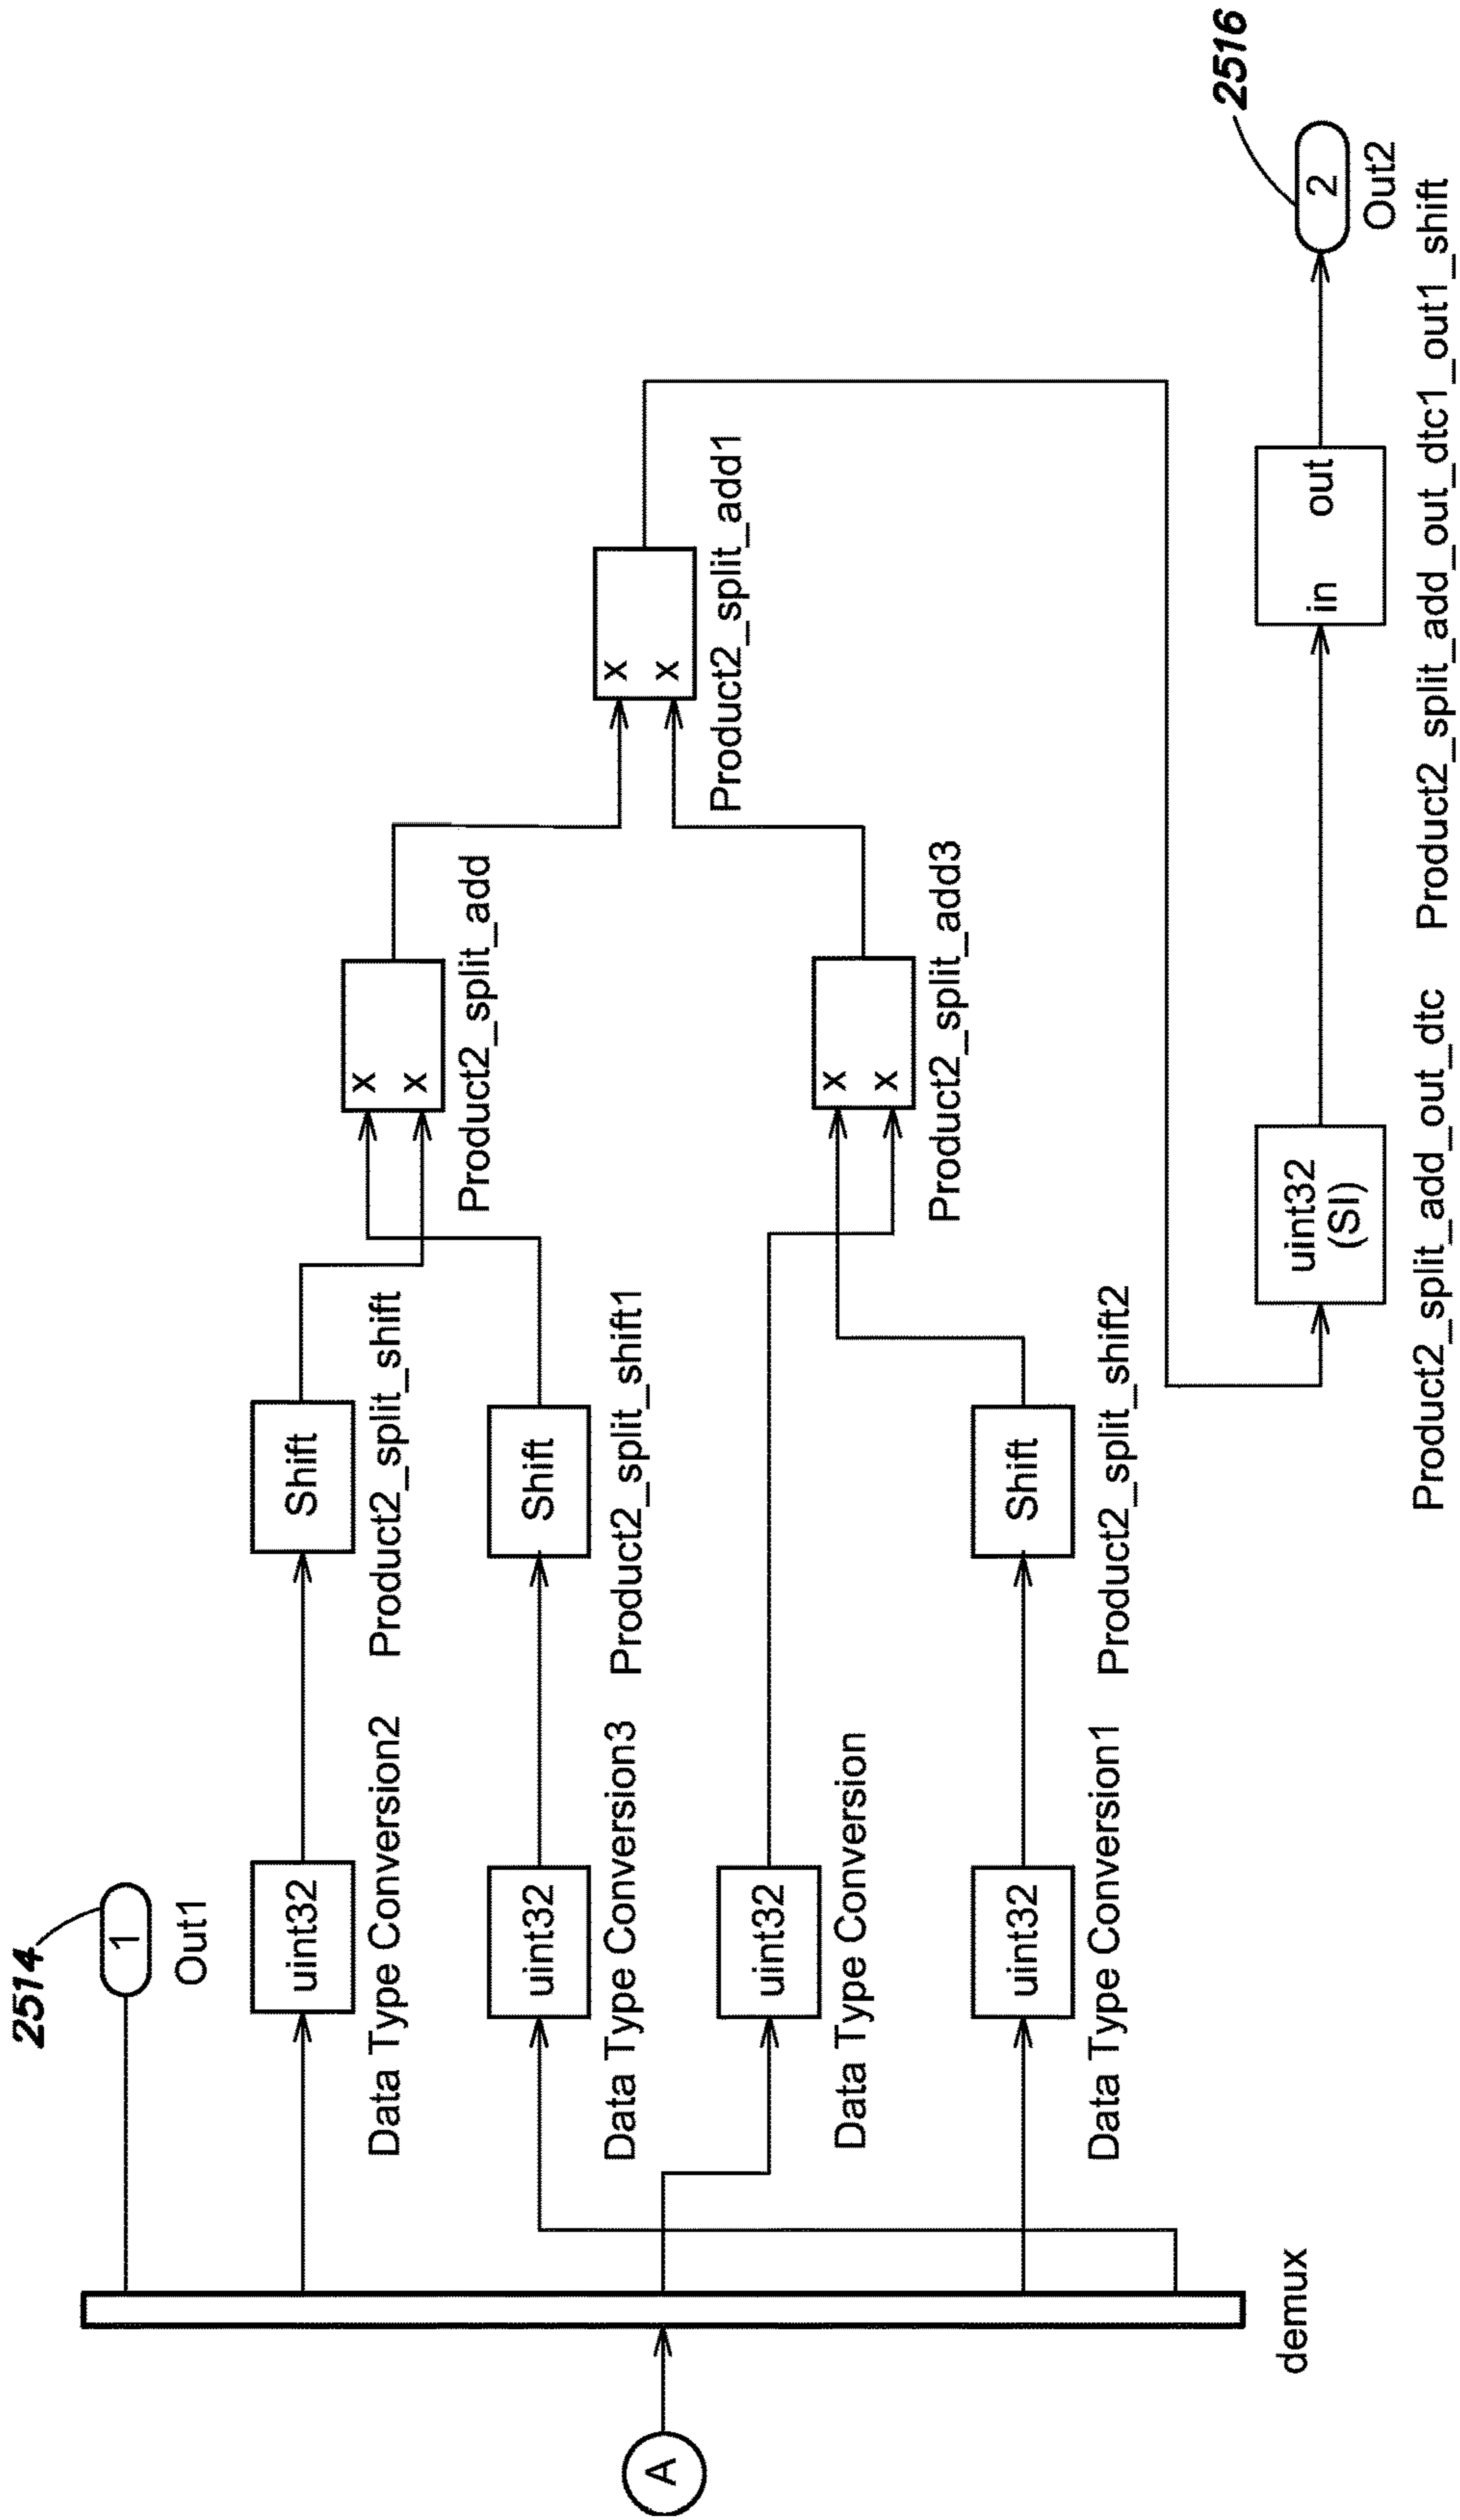 2514
1
Out1
uint32
Data Type Conversion2
Shift
Product2_split_shift
uint32
Data Type Conversion3
Shift
Product2_split_shift1
x
x
Product2_split_add
A
demux
uint32
Data Type Conversion
uint32
Data Type Conversion1
Shift
Product2_split_shift2
x
x
Product2_split_add3
x
x
Product2_split_add1
uint32
(SI)
Product2_split_add_out_dtc
in out
Product2_split_add_out_dtc1_out1_shift
2
Out2
2516